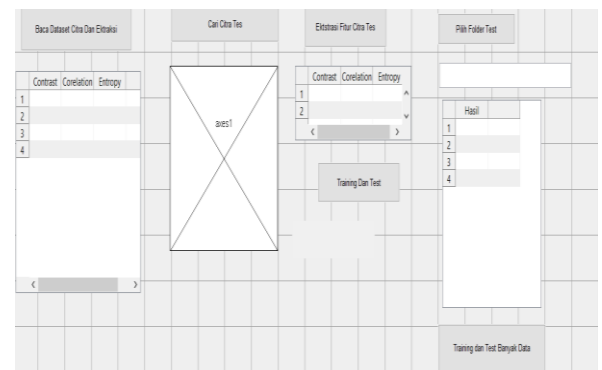 Baca Dataset Citra Dan Ektraksi
Cari Citra Tes
Ektstrasi Fitur Citra Tes
Pilih Folder Test
Contrast Corelation Entropy
1
2
3
4
axes1
Contrast Corelation Entropy
1
2
Training Dan Test
Hasil
1
2
3
4
Training dan Test Banyak Data